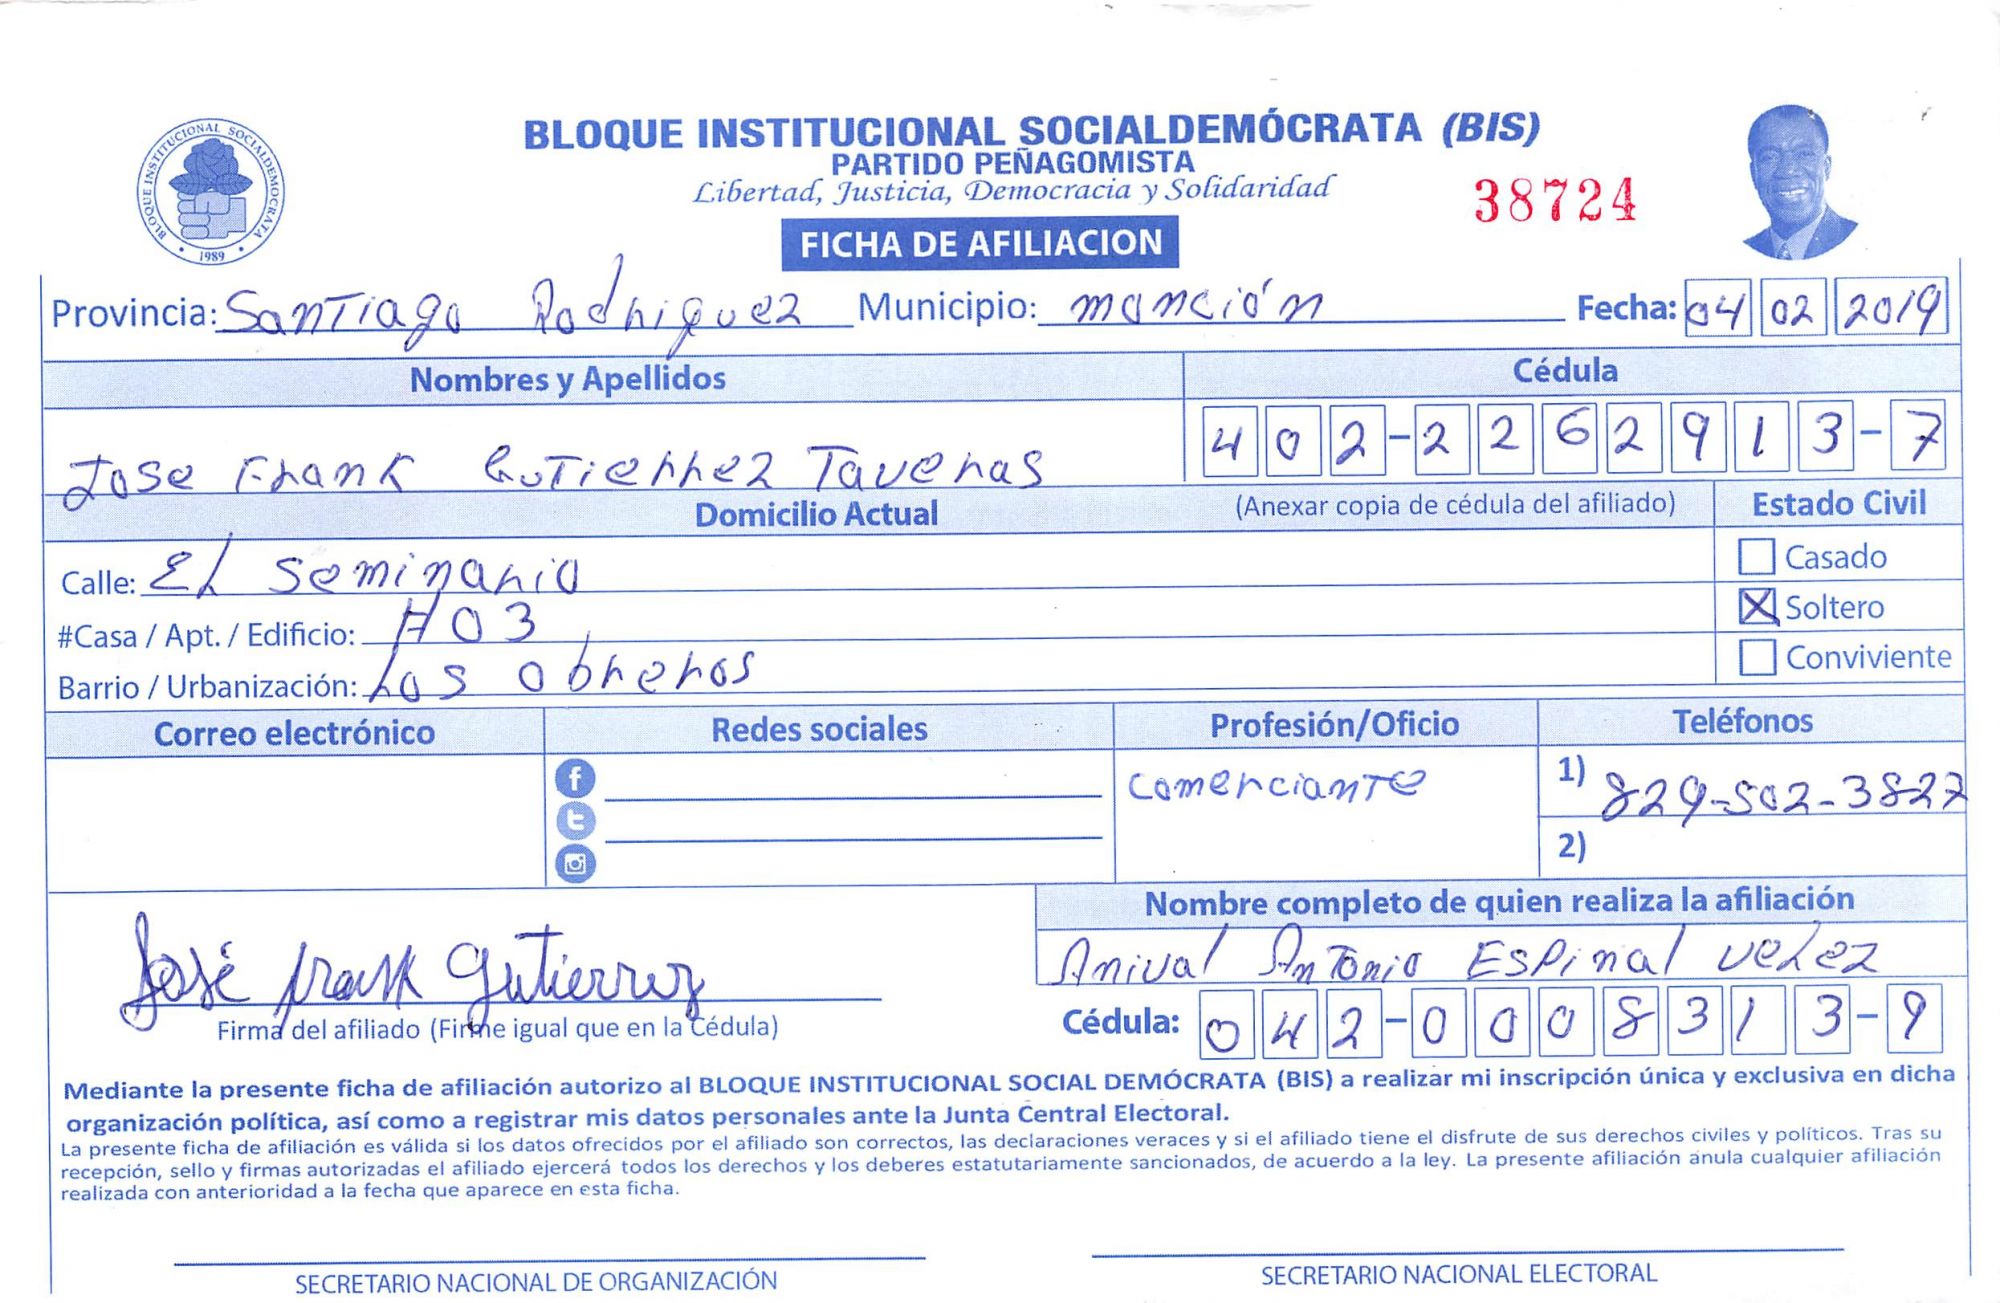 BLOQUE INSTITUCIONAL SOCIALDEMOCRATA
1989
BLOQUE INSTITUCIONAL SOCIALDEMÓCRATA (BIS)
PARTIDO PEÑAGOMISTA
Libertad, Justicia, Democracia y Solidaridad
38724
FICHA DE AFILIACION
Provincia: Santiago Rodriguez Municipio: monción Fecha: 04 02 2019
Nombres y Apellidos Cédula
Jose Frank Gutierrez Taveras 402-2262913-7
Domicilio Actual (Anexar copia de cédula del afiliado) Estado Civil
Calle: El seminario Casado
#Casa / Apt. / Edificio: #03 Soltero
Barrio / Urbanización: Los obreros Conviviente
Correo electrónico Redes sociales Profesión/Oficio Teléfonos
comerciante 1) 829-502-3827
2)
Nombre completo de quien realiza la afiliación
José frank Gutierrez Anival Antonio Espinal velez
Firma del afiliado (Firme igual que en la Cédula) Cédula: 042-0008313-9
Mediante la presente ficha de afiliación autorizo al BLOQUE INSTITUCIONAL SOCIAL DEMÓCRATA (BIS) a realizar mi inscripción única y exclusiva en dicha
organización política, así como a registrar mis datos personales ante la Junta Central Electoral.
La presente ficha de afiliación es válida si los datos ofrecidos por el afiliado son correctos, las declaraciones veraces y si el afiliado tiene el disfrute de sus derechos civiles y políticos. Tras su
recepción, sello y firmas autorizadas el afiliado ejercerá todos los derechos y los deberes estatutariamente sancionados, de acuerdo a la ley. La presente afiliación anula cualquier afiliación
realizada con anterioridad a la fecha que aparece en esta ficha.
SECRETARIO NACIONAL DE ORGANIZACIÓN SECRETARIO NACIONAL ELECTORAL